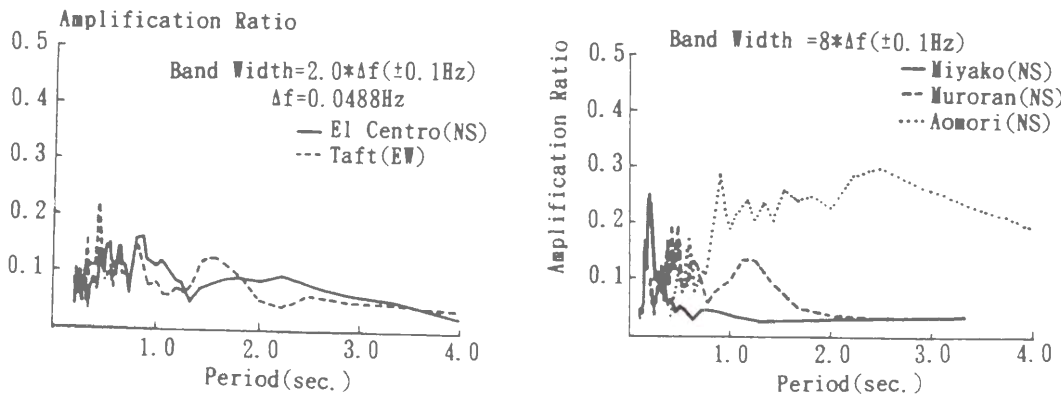 Amplification Ratio
0.5
0.4
0.3
0.2
0.1
Band Width=2.0*Δf(±0.1Hz)
Δf=0.0488Hz
El Centro(NS)
Taft(EW)
1.0 2.0 3.0 4.0
Period(sec.)
Amplification Ratio
0.5
0.4
0.3
0.2
0.1
Band Width =8*Δf(±0.1Hz)
Miyako(NS)
Muroran(NS)
Aomori(NS)
1.0 2.0 3.0 4.0
Period(sec.)